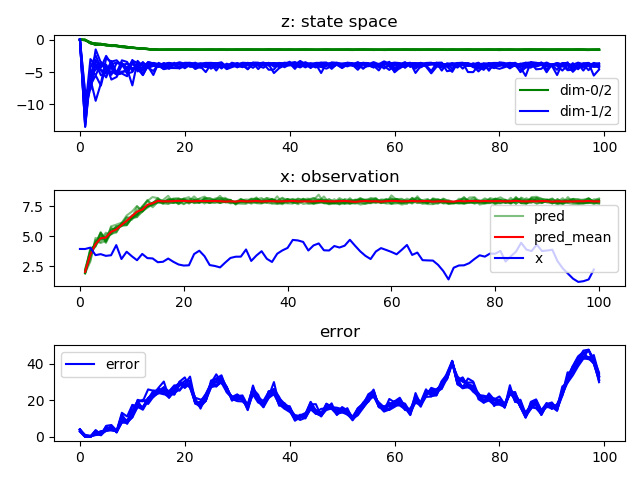 z: state space
0
−5
−10
dim-0/2
dim-1/2
0 20 40 60 80 100
x: observation
7.5
5.0
2.5
pred
pred_mean
x
0 20 40 60 80 100
error
40
20
0
error
0 20 40 60 80 100